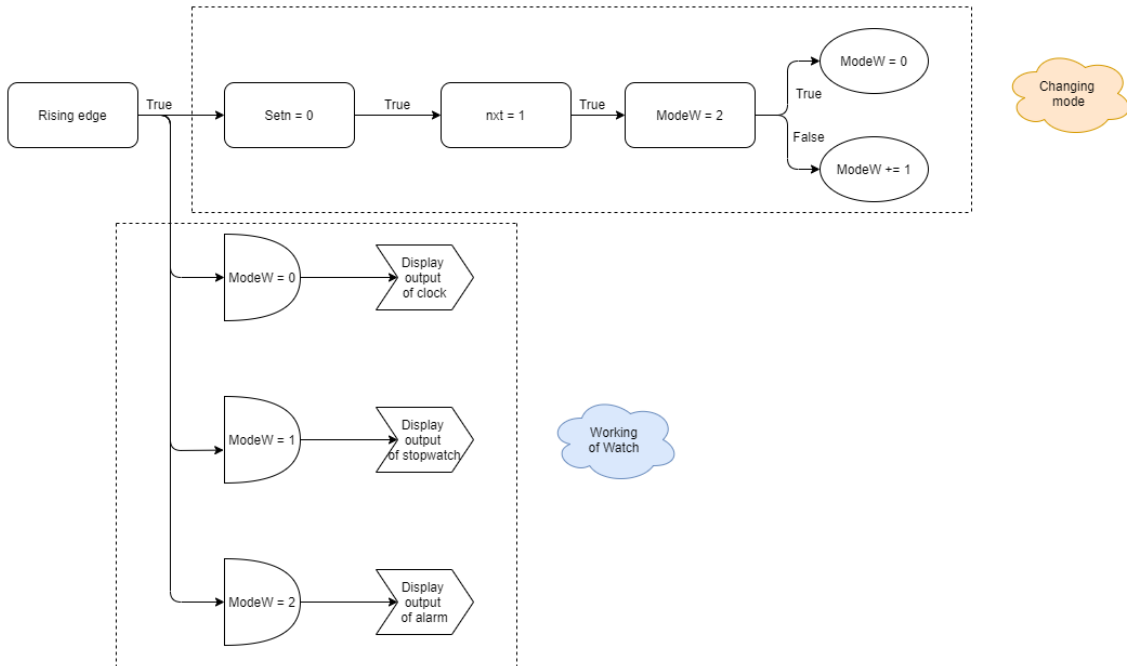 ModeW = 0
Changing
mode
True
True
True
True
Rising edge
Setn = 0
nxt = 1
ModeW = 2
False
ModeW += 1
ModeW = 0
Display
output
of clock
ModeW = 1
Display
output
of stopwatch
Working
of Watch
ModeW = 2
Display
output
of alarm